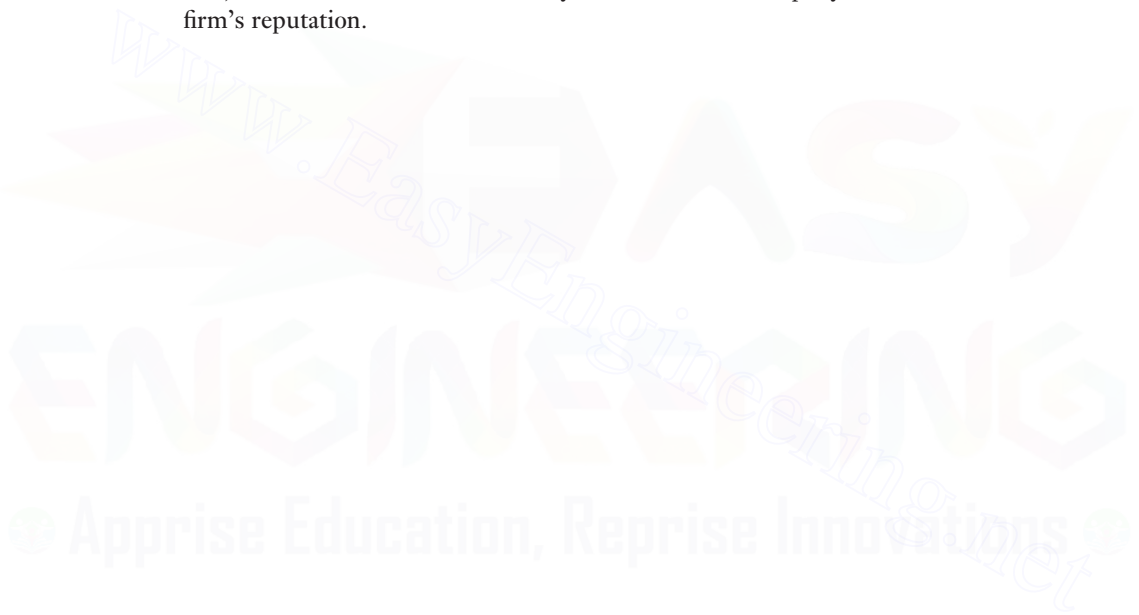 firm's reputation.
www.EasyEngineering.net
EASY
ENGINEERING
Apprise Education, Reprise Innovations